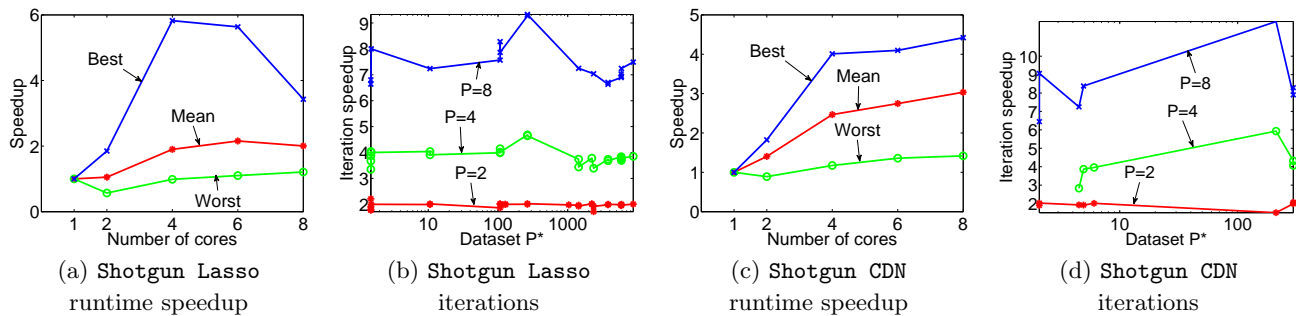 6
4
2
0
Speedup
1
2
4
6
8
Number of cores
Best
Mean
Worst
9
8
7
6
5
4
3
2
Iteration speedup
10
100
1000
Dataset P*
P=8
P=4
P=2
5
4
3
2
1
0
Speedup
1
2
4
6
8
Number of cores
Best
Mean
Worst
10
9
8
7
6
5
4
3
2
Iteration speedup
10
100
Dataset P*
P=8
P=4
P=2
(a) Shotgun Lasso
runtime speedup
(b) Shotgun Lasso
iterations
(c) Shotgun CDN
runtime speedup
(d) Shotgun CDN
iterations